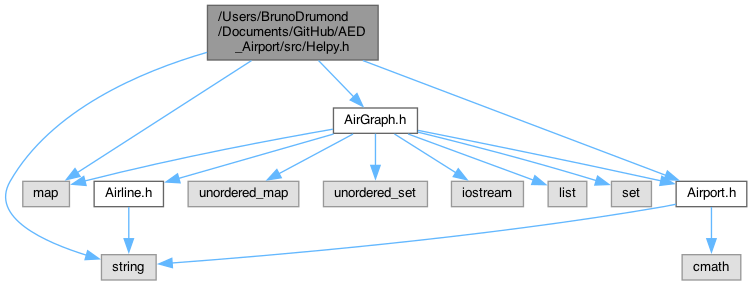 /Users/BrunoDrumond
/Documents/GitHub/AED
_Airport/src/Helpy.h
AirGraph.h
map
Airline.h
unordered_map
unordered_set
iostream
list
set
Airport.h
string
cmath